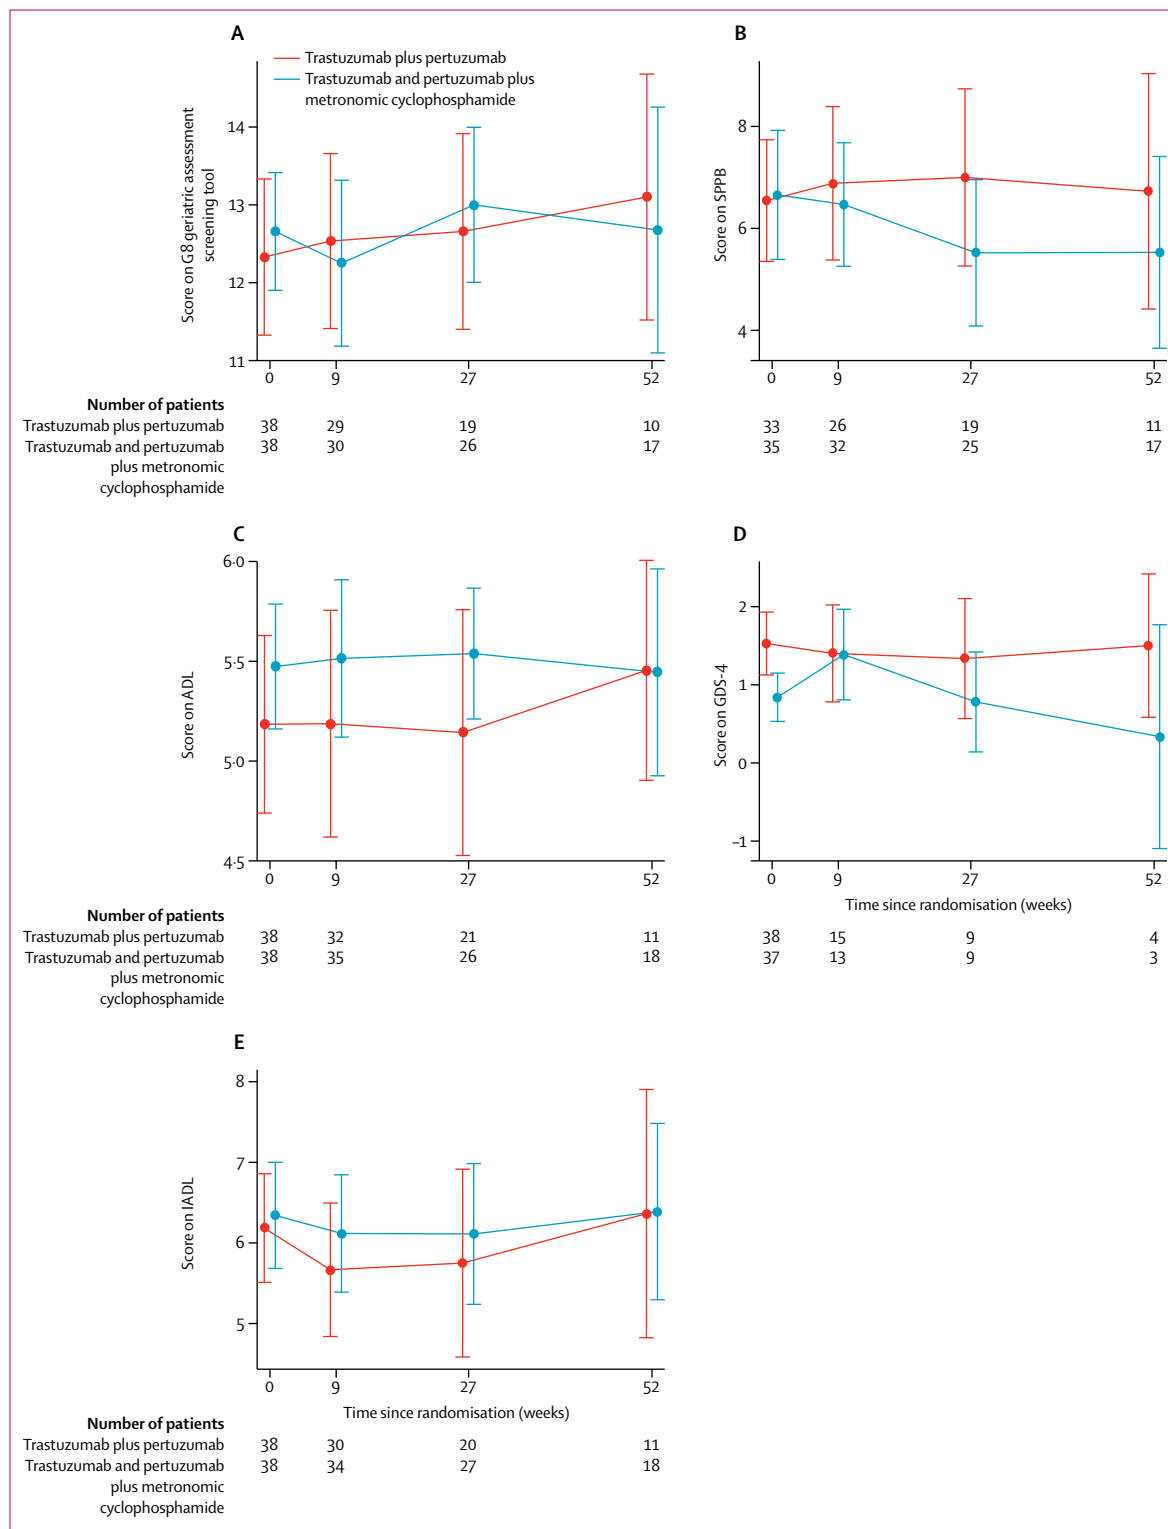 A
Trastuzumab plus pertuzumab
Trastuzumab and pertuzumab plus
metronomic cyclophosphamide
Score on G8 geriatric assessment
screening tool
14
13
12
11
0 9 27 52
Number of patients
Trastuzumab plus pertuzumab 38 29 19 10
Trastuzumab and pertuzumab 38 30 26 17
plus metronomic
cyclophosphamide
B
Score on SPPB
8
6
4
0 9 27 52
33 26 19 11
35 32 25 17
C
Score on ADL
6·0
5·5
5·0
4·5
0 9 27 52
Number of patients
Trastuzumab plus pertuzumab 38 32 21 11
Trastuzumab and pertuzumab 38 35 26 18
plus metronomic
cyclophosphamide
D
Score on GDS-4
2
1
0
–1
0 9 27 52
Time since randomisation (weeks)
38 15 9 4
37 13 9 3
E
Score on IADL
8
7
6
5
0 9 27 52
Time since randomisation (weeks)
Number of patients
Trastuzumab plus pertuzumab 38 30 20 11
Trastuzumab and pertuzumab 38 34 27 18
plus metronomic
cyclophosphamide